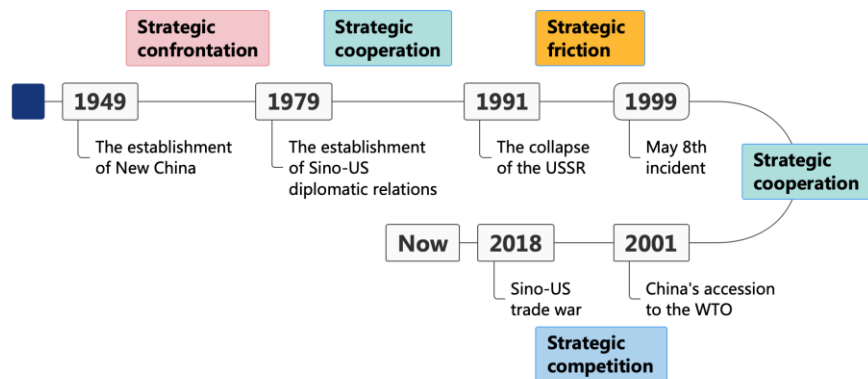 Strategic
confrontation
Strategic
cooperation
Strategic
friction
1949
1979
1991
1999
The establishment
of New China
The establishment
of Sino-US
diplomatic relations
The collapse
of the USSR
May 8th
incident
Strategic
cooperation
Now
2018
2001
Sino-US
trade war
China's accession
to the WTO
Strategic
competition